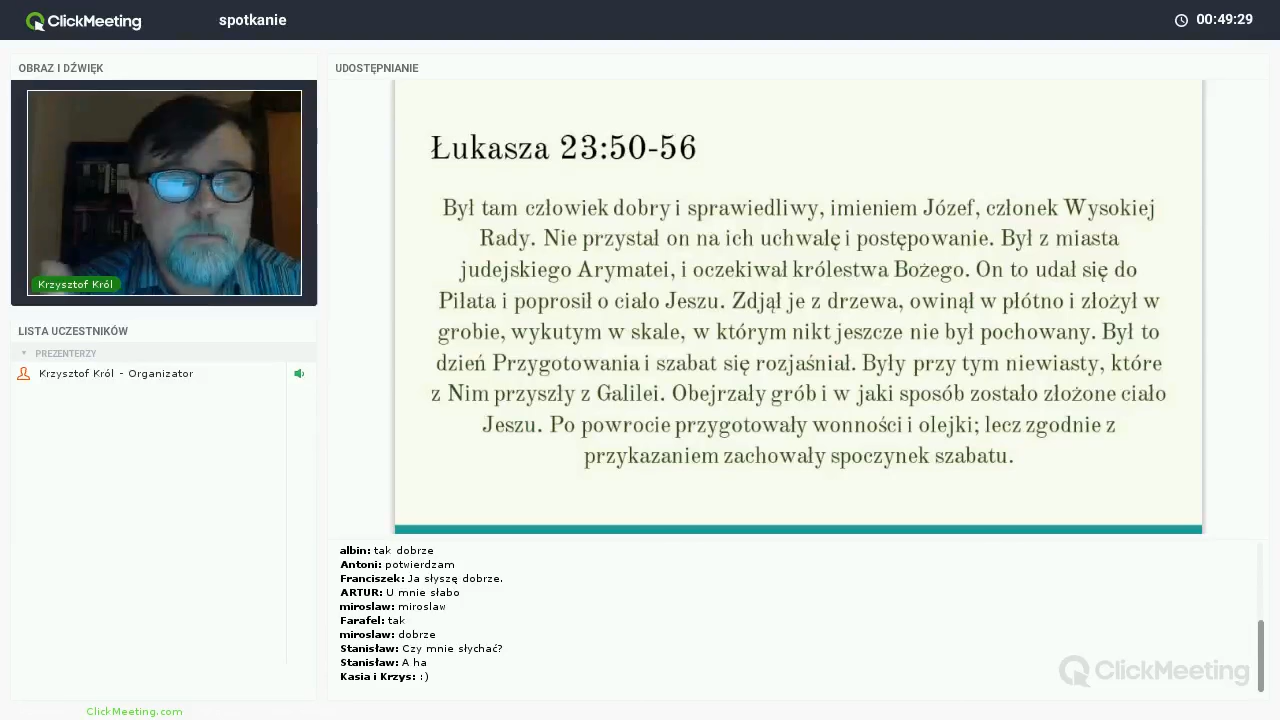 ClickMeeting
spotkanie
00:49:29
OBRAZ I DŹWIĘK
Krzysztof Król
LISTA UCZESTNIKÓW
PREZENTERZY
Krzysztof Król - Organizator
ClickMeeting.com
UDOSTĘPNIANIE
Łukasza 23:50-56
Był tam człowiek dobry i sprawiedliwy, imieniem Józef, członek Wysokiej
Rady. Nie przystał on na ich uchwałę i postępowanie. Był z miasta
judejskiego Arymatei, i oczekiwał królestwa Bożego. On to udał się do
Piłata i poprosił o ciało Jeszu. Zdjął je z drzewa, owinął w płótno i złożył w
grobie, wykutym w skale, w którym nikt jeszcze nie był pochowany. Był to
dzień Przygotowania i szabat się rozjaśniał. Były przy tym niewiasty, które
z Nim przyszły z Galilei. Obejrzały grób i w jaki sposób zostało złożone ciało
Jeszu. Po powrocie przygotowały wonności i olejki; lecz zgodnie z
przykazaniem zachowały spoczynek szabatu.
albin: tak dobrze
Antoni: potwierdzam
Franciszek: Ja słyszę dobrze.
ARTUR: U mnie słabo
miroslaw: miroslaw
Farafel: tak
miroslaw: dobrze
Stanisław: Czy mnie słychać?
Stanisław: A ha
Kasia i Krzys: :)
ClickMeeting